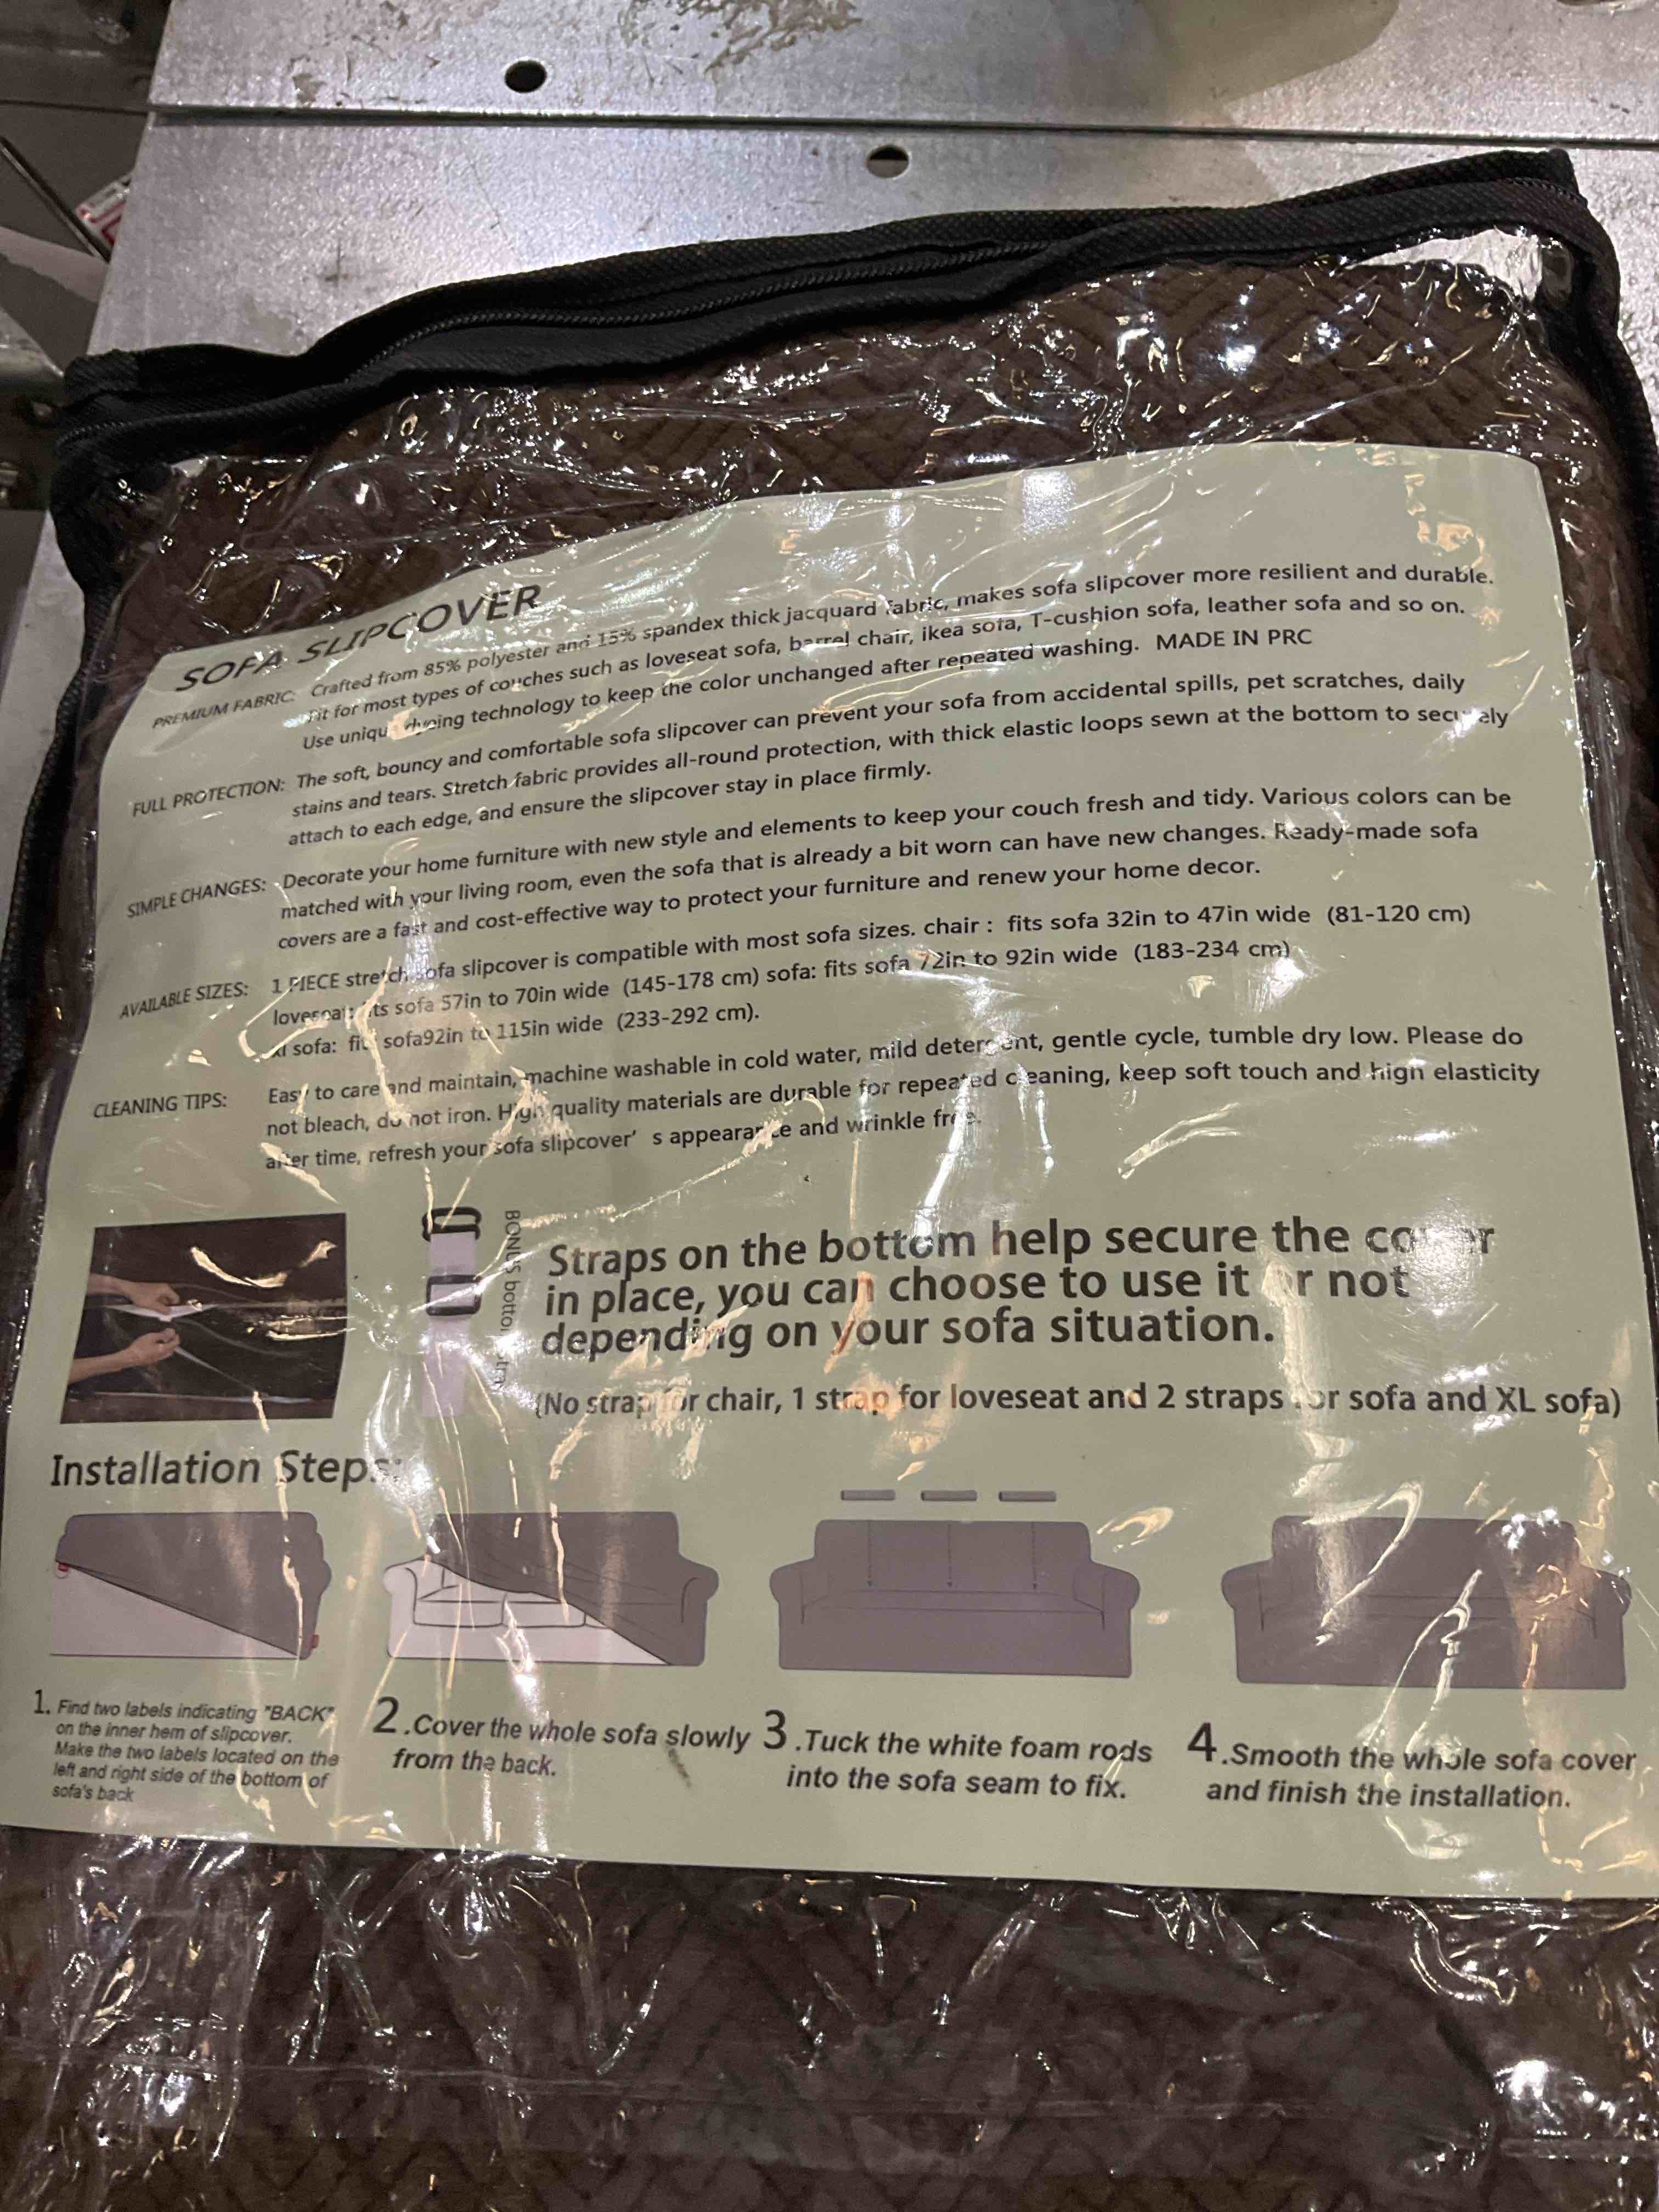 SOFA SLIPCOVER
PREMIUM FABRIC: Crafted from 85% polyester and 15% spandex thick jacquard fabric, makes sofa slipcover more resilient and durable.
fit for most types of couches such as loveseat sofa, barrel chair, ikea sofa, T-cushion sofa, leather sofa and so on.
Use unique dyeing technology to keep the color unchanged after repeated washing. MADE IN PRC
FULL PROTECTION: The soft, bouncy and comfortable sofa slipcover can prevent your sofa from accidental spills, pet scratches, daily
stains and tears. Stretch fabric provides all-round protection, with thick elastic loops sewn at the bottom to securely
attach to each edge, and ensure the slipcover stay in place firmly.
SIMPLE CHANGES: Decorate your home furniture with new style and elements to keep your couch fresh and tidy. Various colors can be
matched with your living room, even the sofa that is already a bit worn can have new changes. Ready-made sofa
covers are a fast and cost-effective way to protect your furniture and renew your home decor.
AVAILABLE SIZES: 1 PIECE stretch sofa slipcover is compatible with most sofa sizes. chair : fits sofa 32in to 47in wide (81-120 cm)
loveseat: fits sofa 57in to 70in wide (145-178 cm) sofa: fits sofa 72in to 92in wide (183-234 cm)
xl sofa: fits sofa92in to 115in wide (233-292 cm).
CLEANING TIPS: Easy to care and maintain, machine washable in cold water, mild detergent, gentle cycle, tumble dry low. Please do
not bleach, do not iron. High quality materials are durable for repeated cleaning, keep soft touch and high elasticity
after time, refresh your sofa slipcover' s appearance and wrinkle free.
BONUS bottom strap
Straps on the bottom help secure the cover
in place, you can choose to use it or not
depending on your sofa situation.
(No strap for chair, 1 strap for loveseat and 2 straps for sofa and XL sofa)
Installation Steps:
1. Find two labels indicating "BACK"
on the inner hem of slipcover.
Make the two labels located on the
left and right side of the bottom of
sofa's back
2.Cover the whole sofa slowly
from the back.
3.Tuck the white foam rods
into the sofa seam to fix.
4.Smooth the whole sofa cover
and finish the installation.